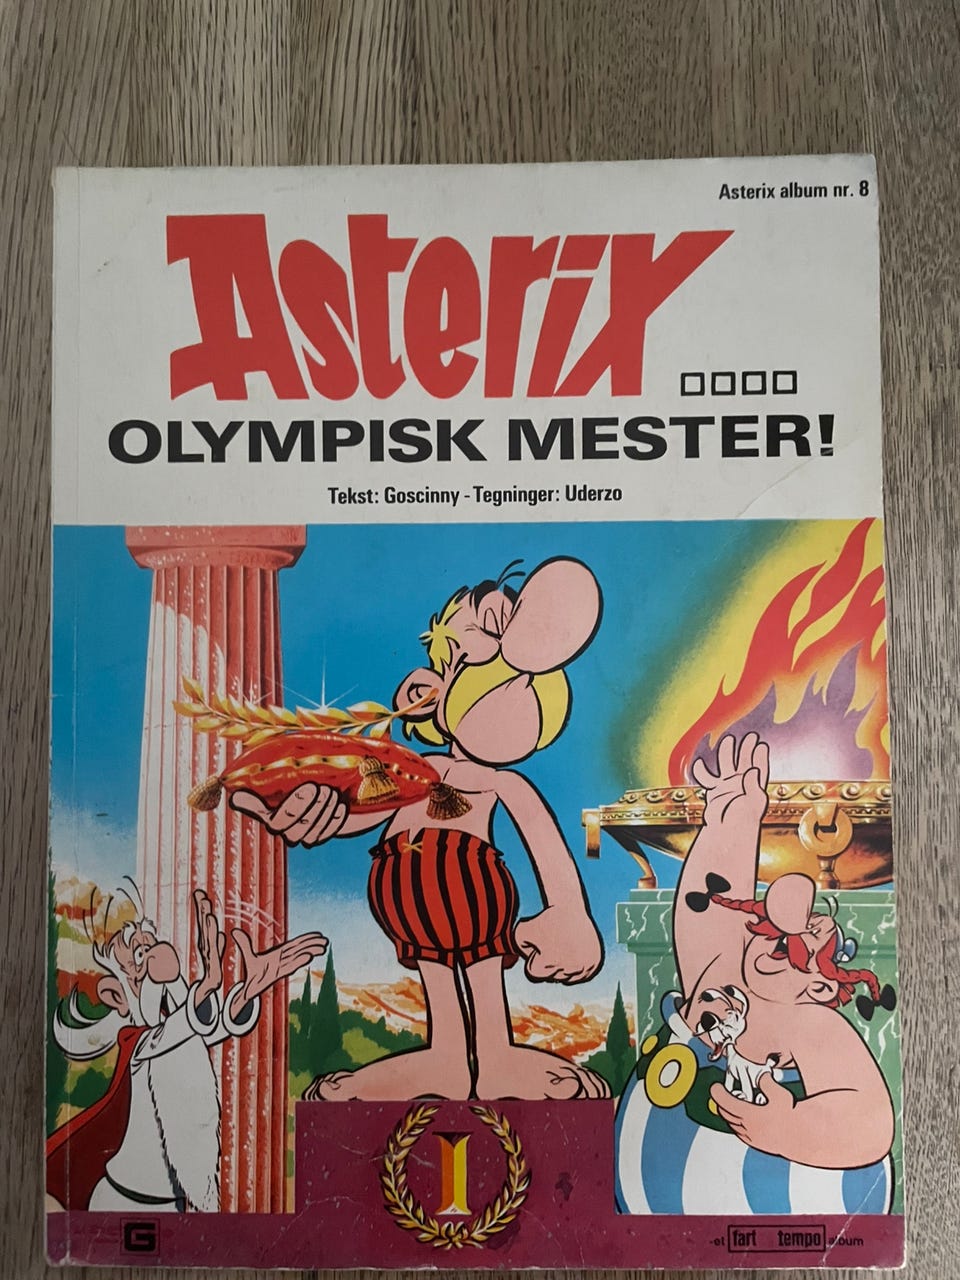 Asterix album nr. 8
Asterix
OLYMPISK MESTER!
Tekst: Goscinny - Tegninger: Uderzo
I
G
-et fart tempo album